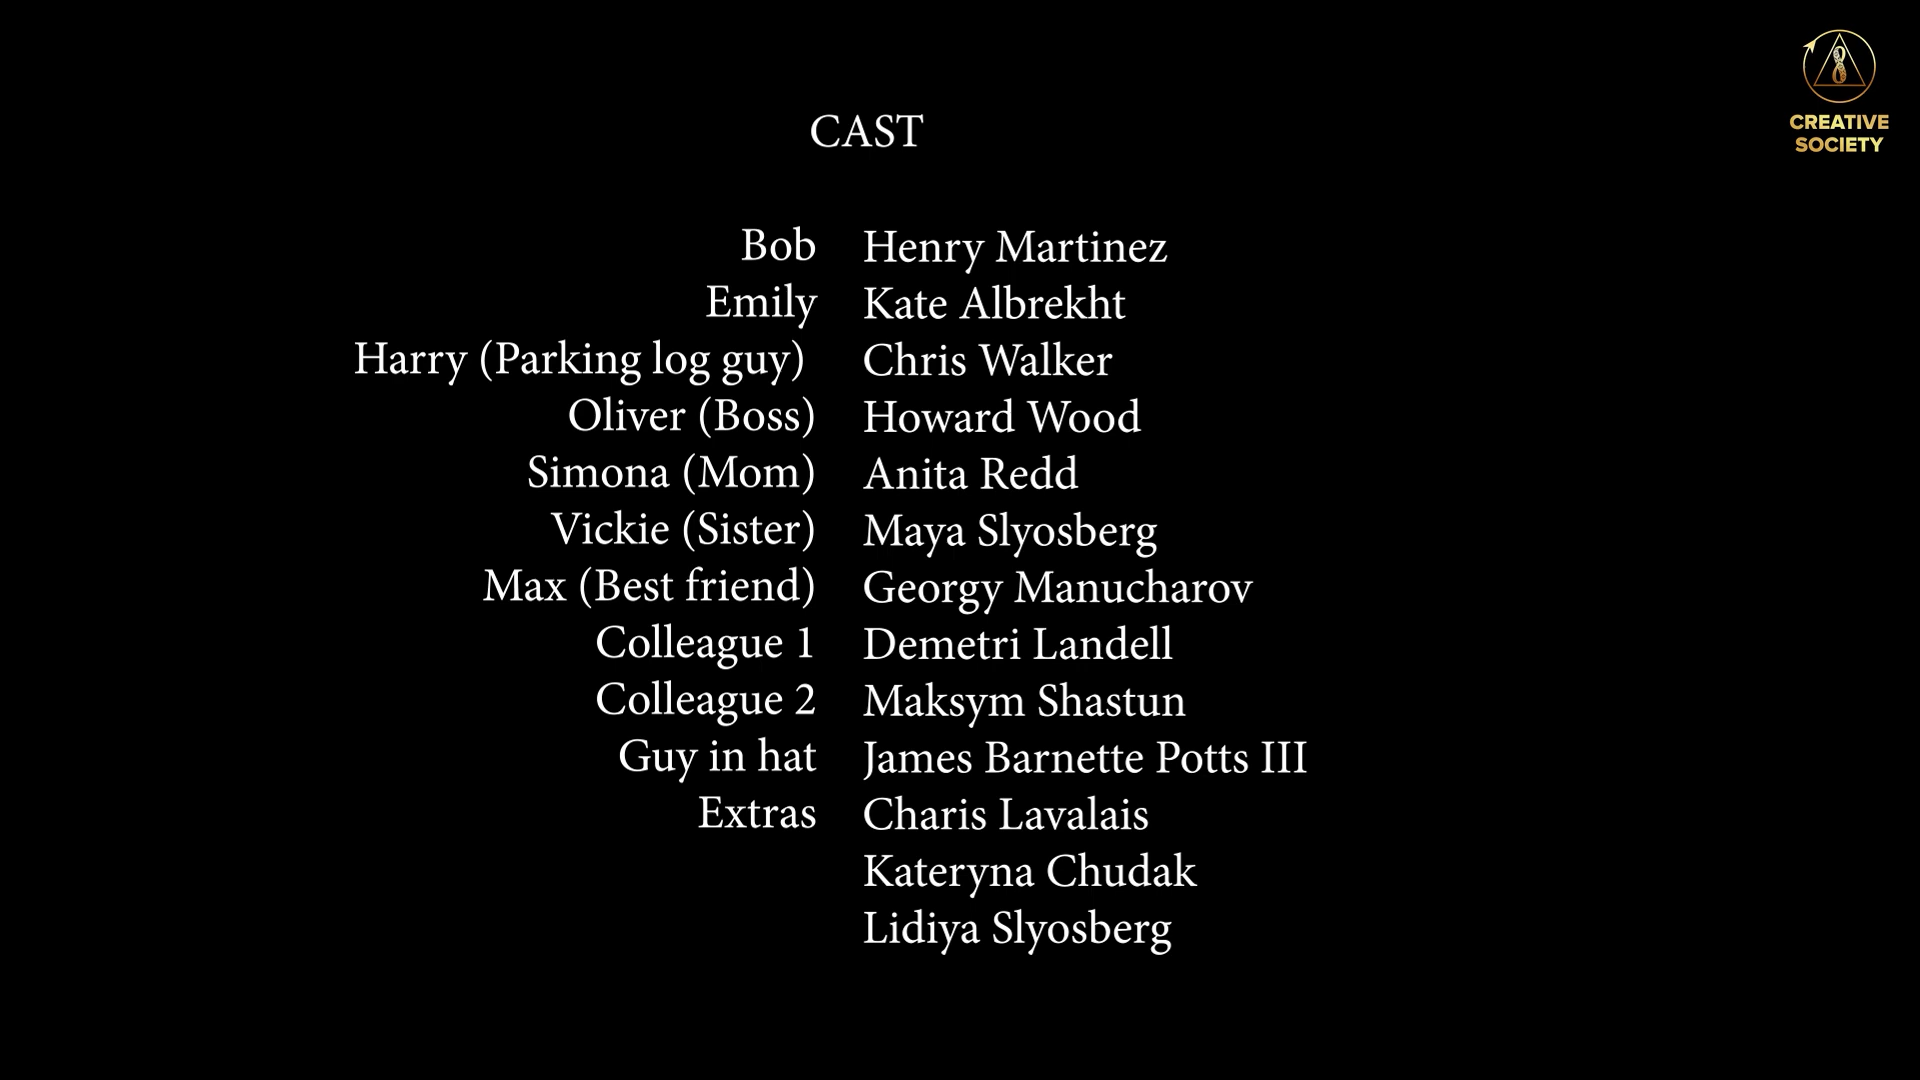 CAST
CREATIVE
SOCIETY
Bob Henry Martinez
Emily Kate Albrekht
Harry (Parking log guy) Chris Walker
Oliver (Boss) Howard Wood
Simona (Mom) Anita Redd
Vickie (Sister) Maya Slyosberg
Max (Best friend) Georgy Manucharov
Colleague 1 Demetri Landell
Colleague 2 Maksym Shastun
Guy in hat James Barnette Potts III
Extras Charis Lavalais
Kateryna Chudak
Lidiya Slyosberg